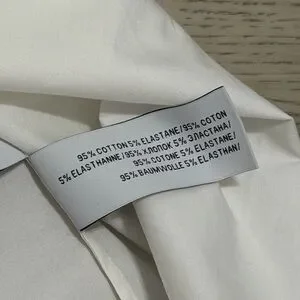 95% COTTON 5% ELASTANE/95% COTON
5% ELASTHANNE/95% ХЛОПОК 5% ЭЛАСТАНА/
95% COTONE 5% ELASTANE/
95% BAUMWOLLE 5% ELASTHAN/